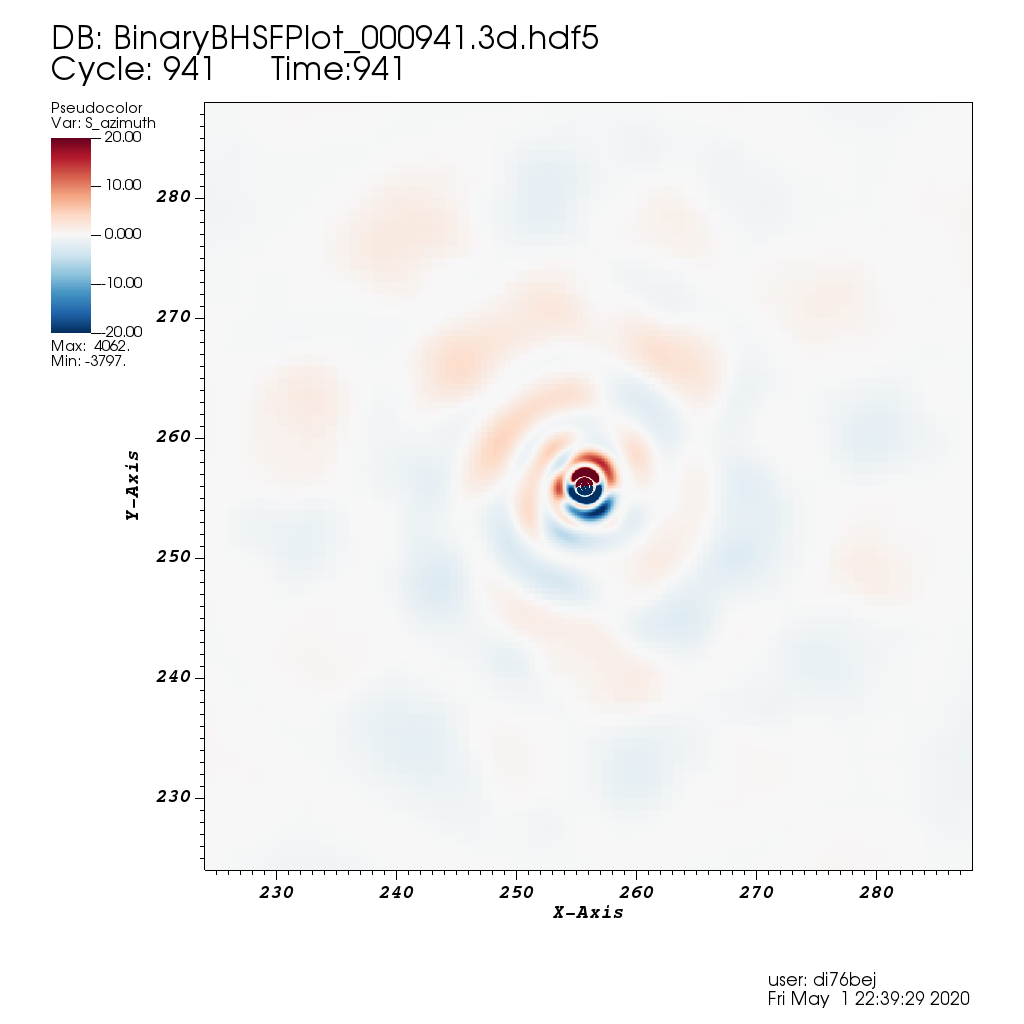 DB: BinaryBHSFPlot_000941.3d.hdf5
Cycle: 941 Time:941
Pseudocolor
Var: S_azimuth
20.00
10.00
0.000
-10.00
-20.00
Max: 4062.
Min: -3797.
280
270
260
250
240
230
Y-Axis
230 240 250 260 270 280
X-Axis
user: di76bej
Fri May 1 22:39:29 2020